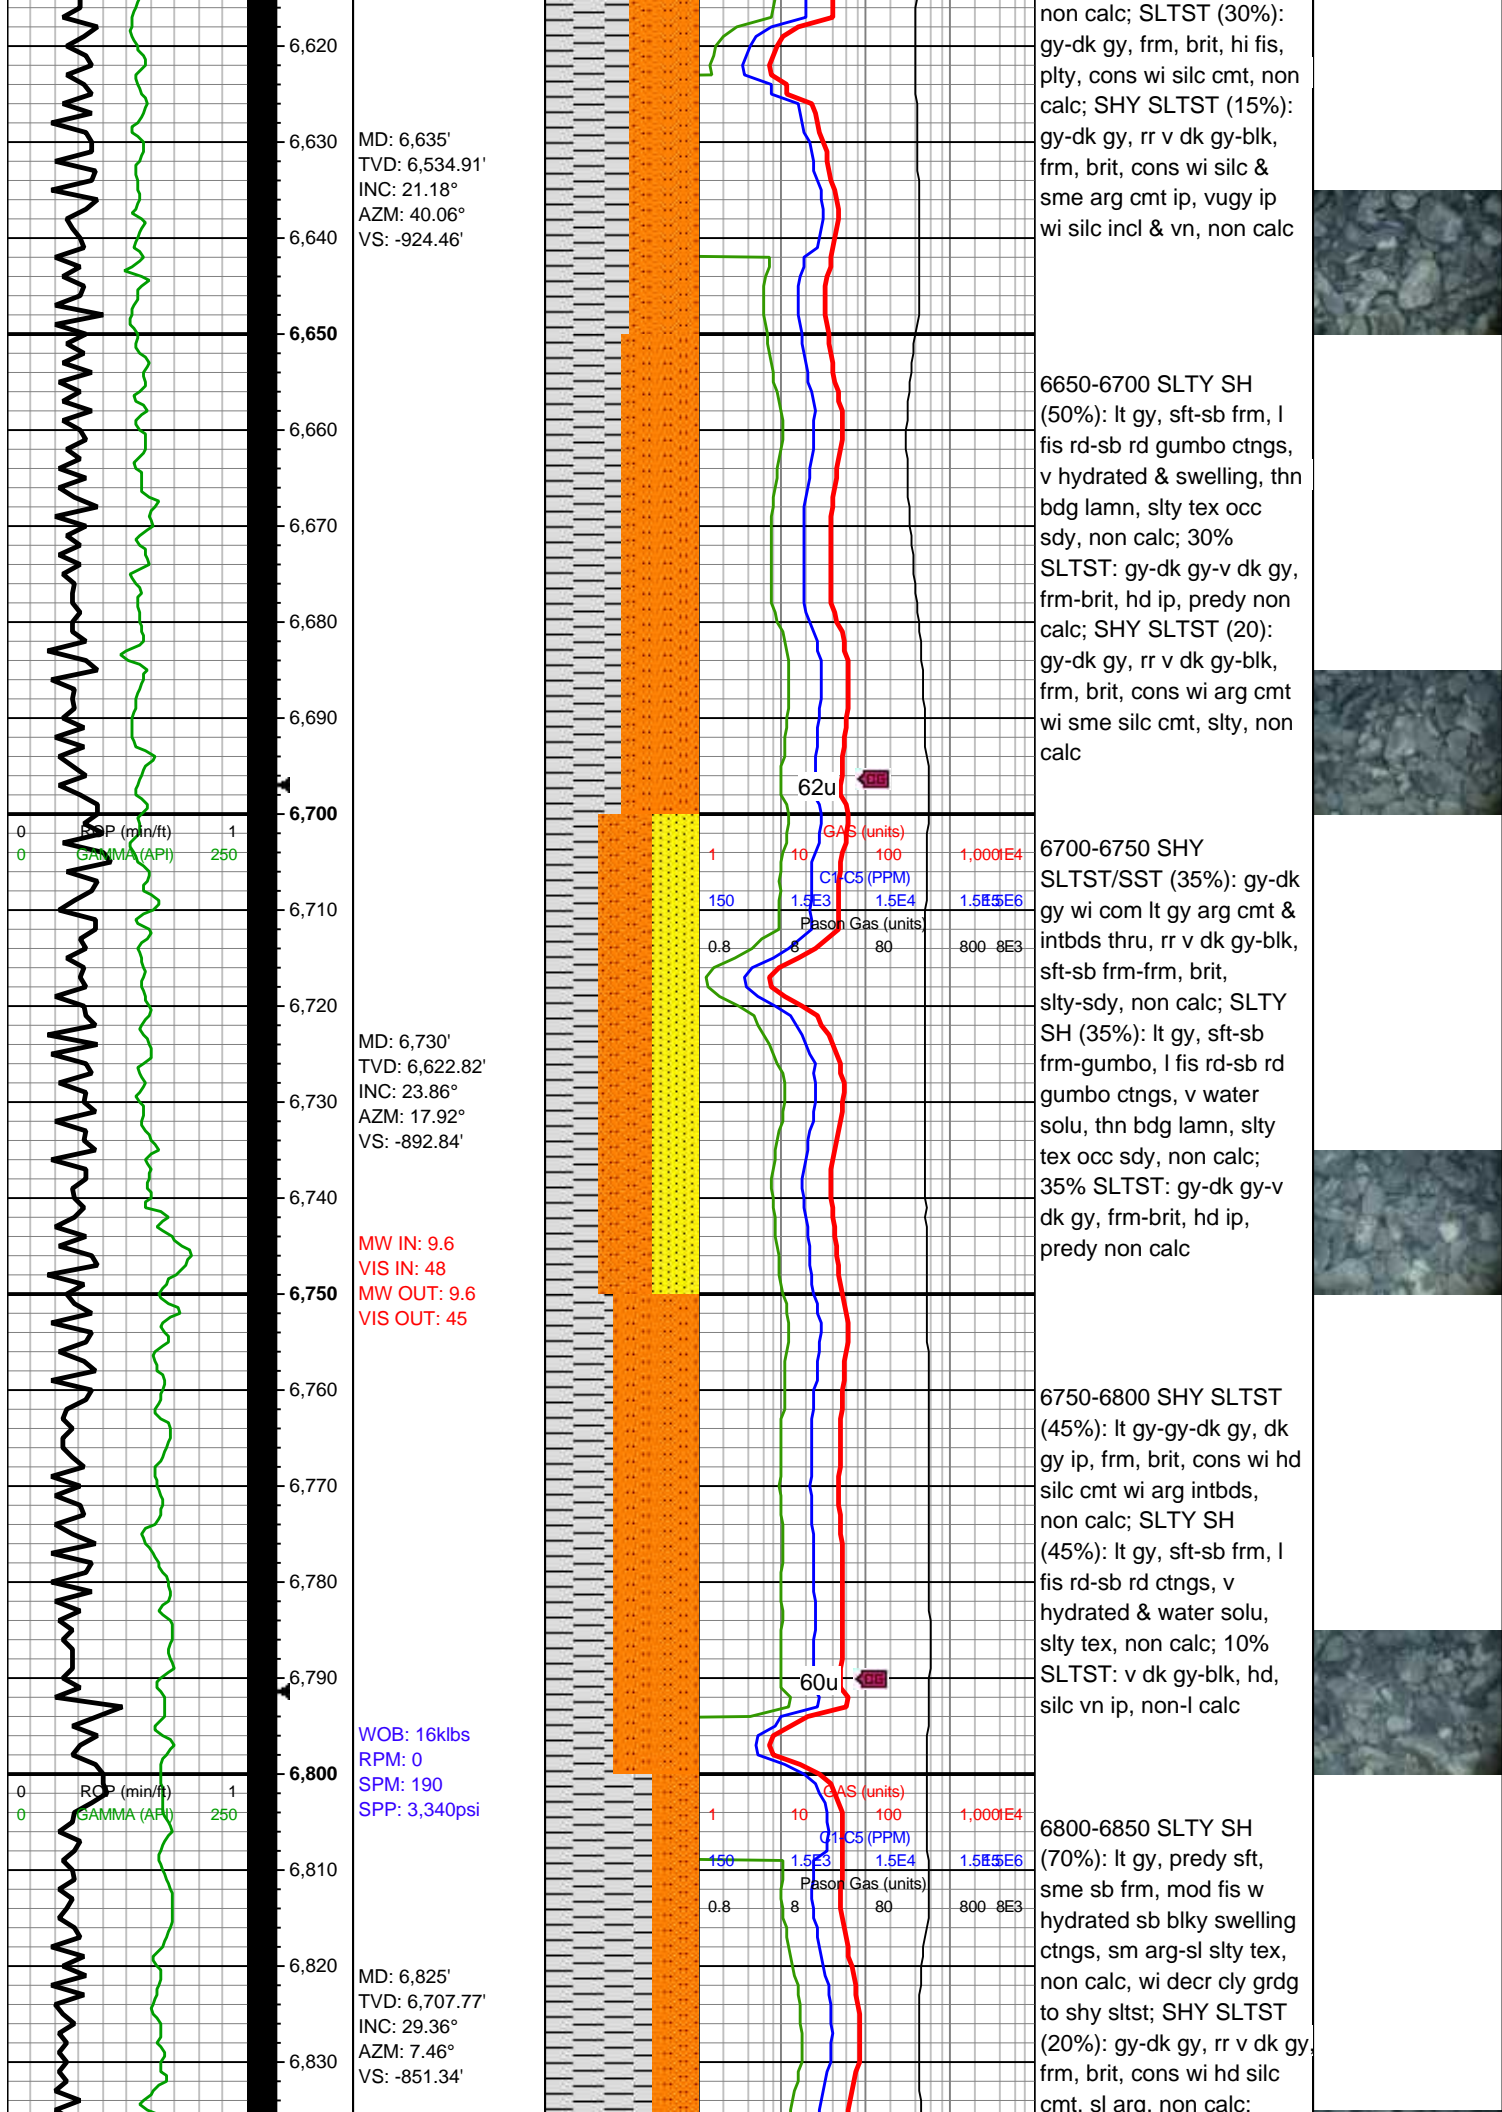 non calc; SLTST (30%):
gy-dk gy, frm, brit, hi fis,
plty, cons wi silc cmt, non
calc; SHY SLTST (15%):
gy-dk gy, rr v dk gy-blk,
frm, brit, cons wi silc &
sme arg cmt ip, vugy ip
wi silc incl & vn, non calc
6,620
6,630
MD: 6,635'
TVD: 6,534.91'
INC: 21.18°
AZM: 40.06°
VS: -924.46'
6,640
6,650
6650-6700 SLTY SH
(50%): lt gy, sft-sb frm, l
fis rd-sb rd gumbo ctngs,
v hydrated & swelling, thn
bdg lamn, slty tex occ
sdy, non calc; 30%
SLTST: gy-dk gy-v dk gy,
frm-brit, hd ip, predy non
calc; SHY SLTST (20):
gy-dk gy, rr v dk gy-blk,
frm, brit, cons wi arg cmt
wi sme silc cmt, slty, non
calc
6,660
6,670
6,680
6,690
62u
CG
6,700
0 ROP (min/ft) 1
0 GAMMA (API) 250
GAS (units)
1 10 100 1,000 1E4
C1-C5 (PPM)
150 1.5E3 1.5E4 1.5E5 1.5E6
Pason Gas (units)
0.8 8 80 800 8E3
6700-6750 SHY
SLTST/SST (35%): gy-dk
gy wi com lt gy arg cmt &
intbds thru, rr v dk gy-blk,
sft-sb frm-frm, brit,
slty-sdy, non calc; SLTY
SH (35%): lt gy, sft-sb
frm-gumbo, l fis rd-sb rd
gumbo ctngs, v water
solu, thn bdg lamn, slty
tex occ sdy, non calc;
35% SLTST: gy-dk gy-v
dk gy, frm-brit, hd ip,
predy non calc
6,710
6,720
MD: 6,730'
TVD: 6,622.82'
INC: 23.86°
AZM: 17.92°
VS: -892.84'
6,730
6,740
MW IN: 9.6
VIS IN: 48
MW OUT: 9.6
VIS OUT: 45
6,750
6,760
6750-6800 SHY SLTST
(45%): lt gy-gy-dk gy, dk
gy ip, frm, brit, cons wi hd
silc cmt wi arg intbds,
non calc; SLTY SH
(45%): lt gy, sft-sb frm, l
fis rd-sb rd ctngs, v
hydrated & water solu,
slty tex, non calc; 10%
SLTST: v dk gy-blk, hd,
silc vn ip, non-l calc
6,770
6,780
6,790
60u
CG
WOB: 16klbs
RPM: 0
SPM: 190
SPP: 3,340psi
6,800
0 ROP (min/ft) 1
0 GAMMA (API) 250
GAS (units)
1 10 100 1,000 1E4
C1-C5 (PPM)
150 1.5E3 1.5E4 1.5E5 1.5E6
Pason Gas (units)
0.8 8 80 800 8E3
6800-6850 SLTY SH
(70%): lt gy, predy sft,
sme sb frm, mod fis w
hydrated sb blky swelling
ctngs, sm arg-sl slty tex,
non calc, wi decr cly grdg
to shy sltst; SHY SLTST
(20%): gy-dk gy, rr v dk gy,
frm, brit, cons wi hd silc
cmt, sl arg, non calc;
6,810
6,820
MD: 6,825'
TVD: 6,707.77'
INC: 29.36°
AZM: 7.46°
VS: -851.34'
6,830